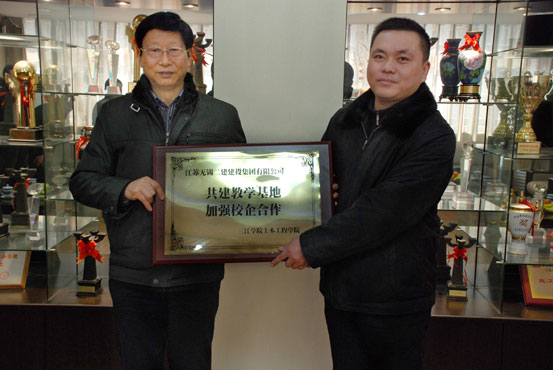 江苏无锡二建建设集团有限公司
共建教学基地
加强校企合作
三江学院土木工程学院